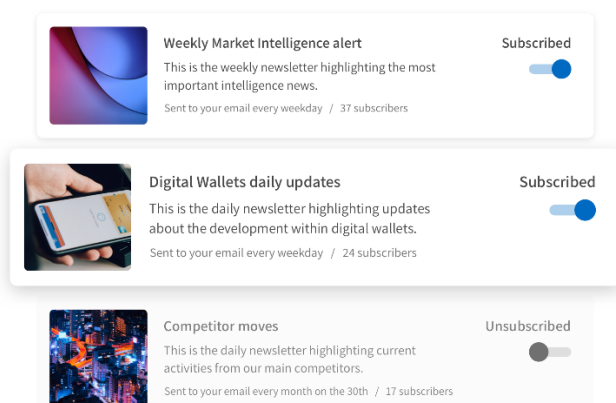 Weekly Market Intelligence alert
Subscribed
This is the weekly newsletter highlighting the most
important intelligence news.
Sent to your email every weekday / 37 subscribers
Digital Wallets daily updates
Subscribed
This is the daily newsletter highlighting updates
about the development within digital wallets.
Sent to your email every weekday / 24 subscribers
Competitor moves
Unsubscribed
This is the daily newsletter highlighting current
activities from our main competitors.
Sent to your email every month on the 30th / 17 subscribers